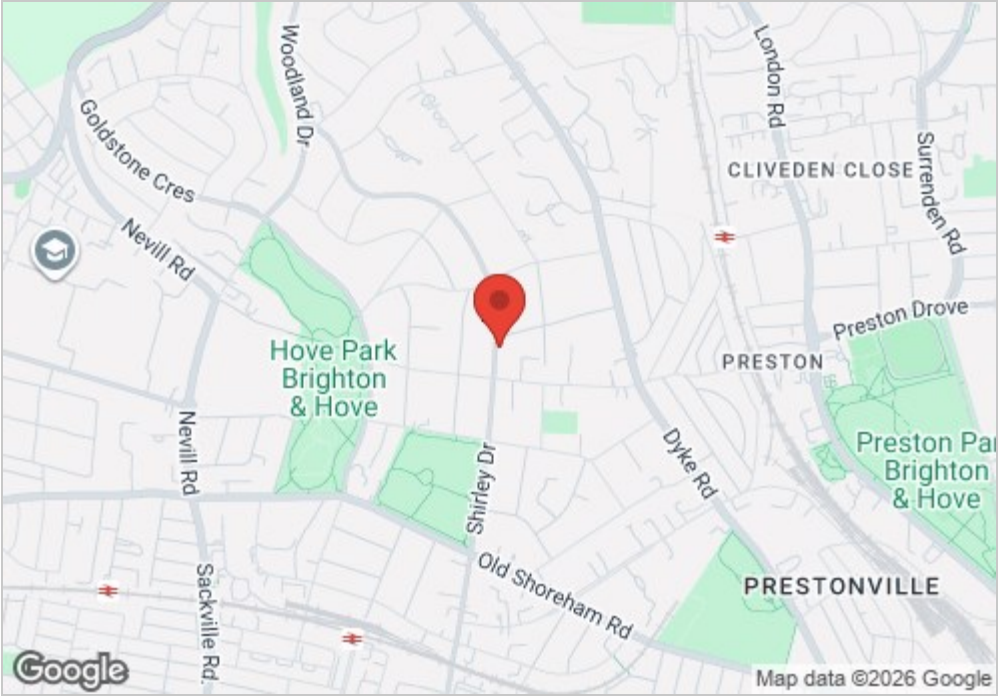 Woodland Dr
London Rd
Goldstone Cres
CLIVEDEN CLOSE
Surrenden Rd
Nevill Rd
Preston Drove
Hove Park
Brighton
& Hove
PRESTON
Nevill Rd
Shirley Dr
Dyke Rd
Preston Par
Brighton
& Hove
Old Shoreham Rd
Sackville Rd.
PRESTONVILLE
Google
Map data ©2026 Google